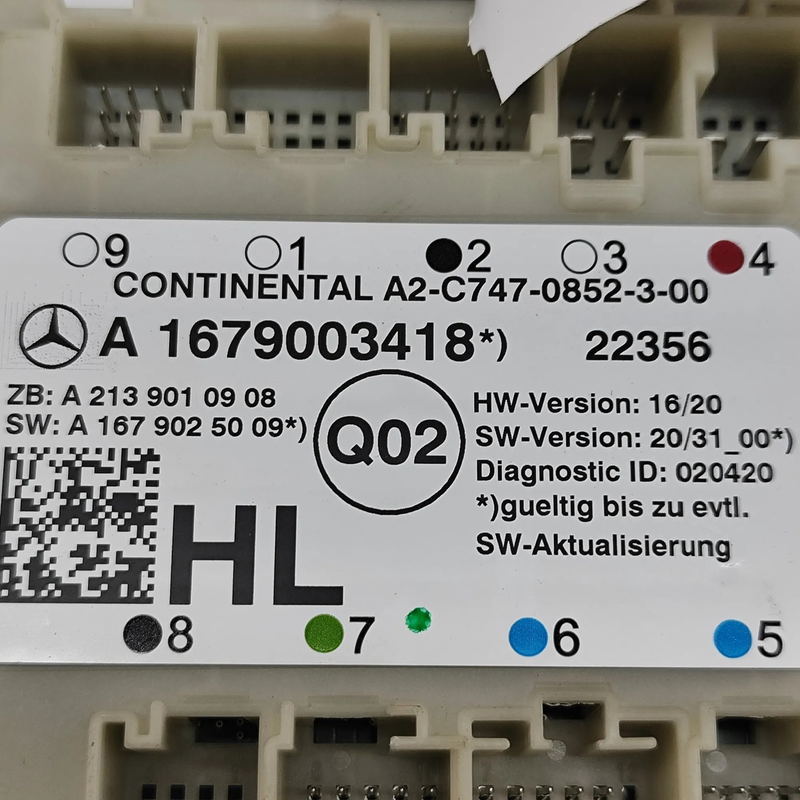 9 1 2 3 4
CONTINENTAL A2-C747-0852-3-00
A 1679003418*) 22356
ZB: A 213 901 09 08
SW: A 167 902 50 09*)
Q02
HW-Version: 16/20
SW-Version: 20/31_00*)
Diagnostic ID: 020420
*)gueltig bis zu evtl.
SW-Aktualisierung
HL
8 7 6 5